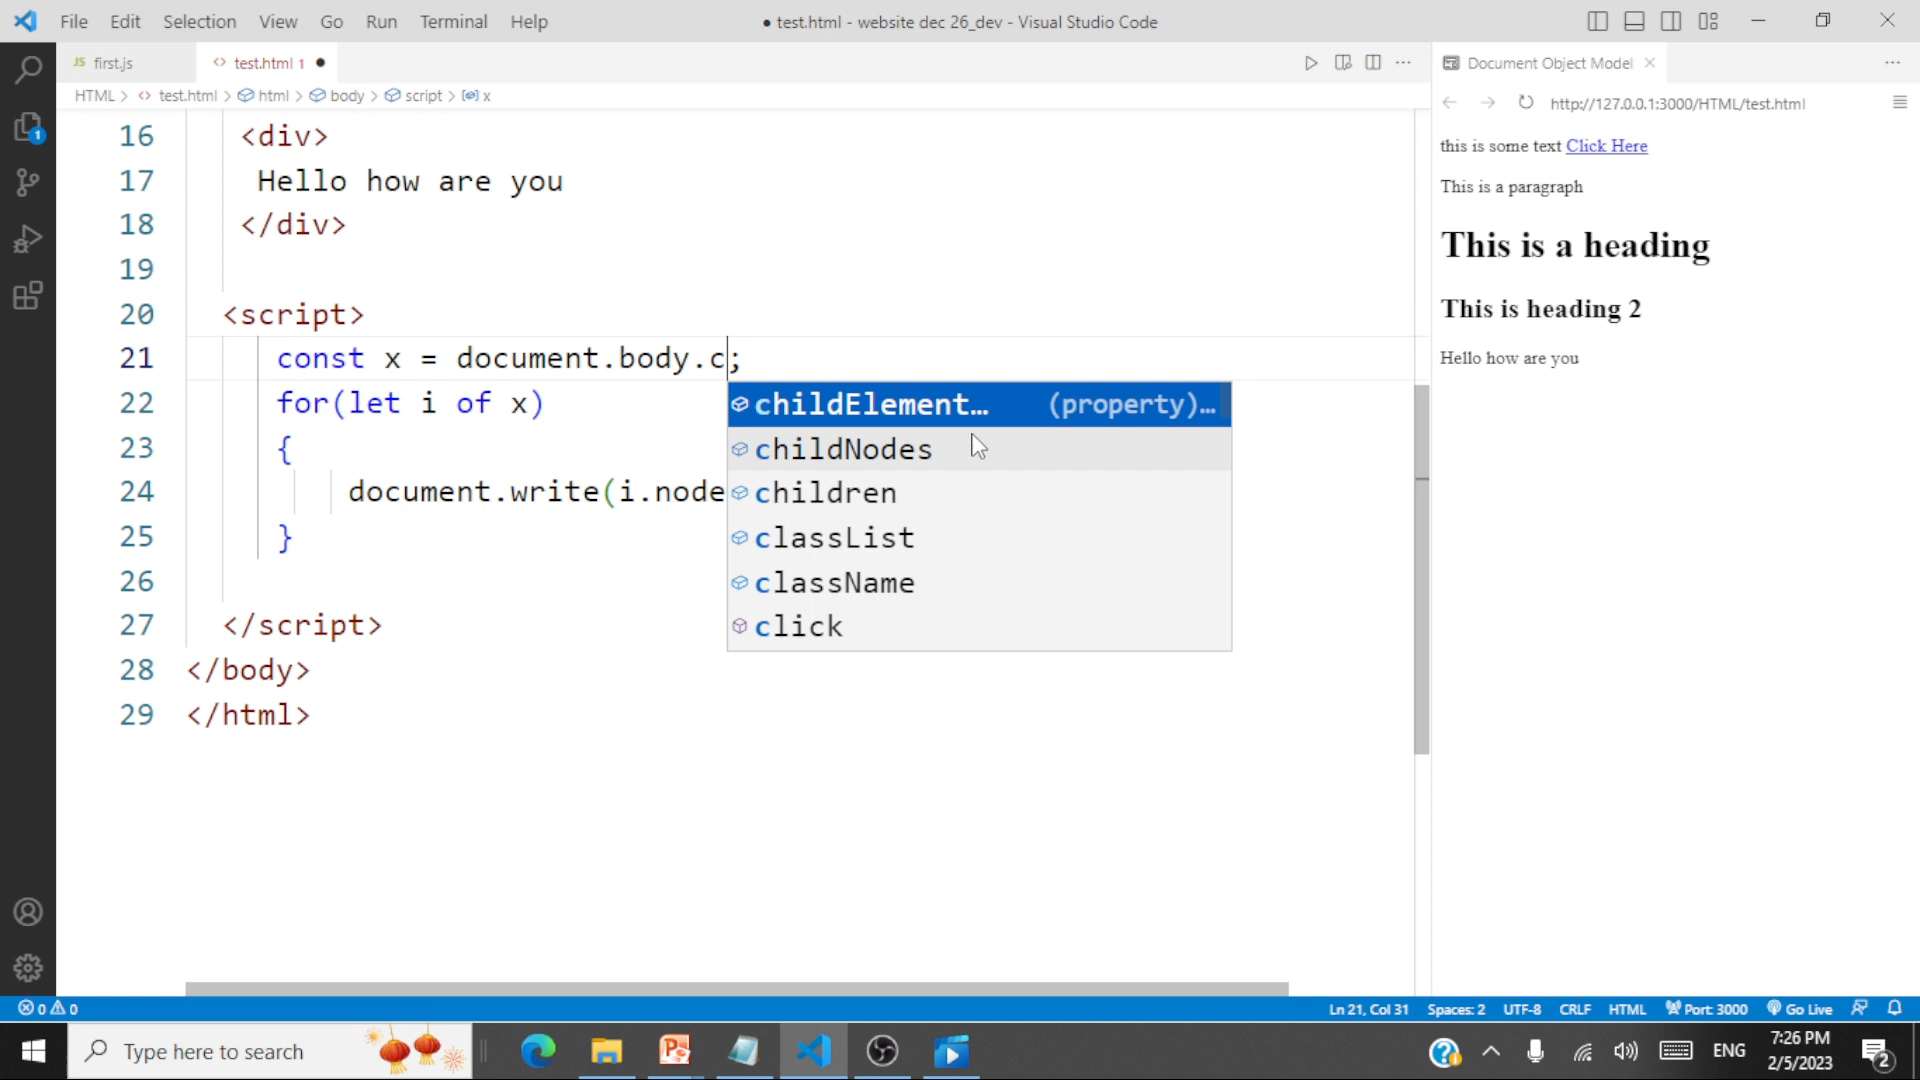 File Edit Selection View Go Run Terminal Help
● test.html - website dec 26_dev - Visual Studio Code
JS first.js
<> test.html 1 ●
Document Object Model
HTML > <> test.html > html > body > script > x
http://127.0.0.1:3000/HTML/test.html
16 <div>
17 Hello how are you
18 </div>
19
20 <script>
21 const x = document.body.c;
22 for(let i of x)
23 {
24 document.write(i.node
25 }
26
27 </script>
28 </body>
29 </html>
childElement… (property)…
childNodes
children
classList
className
click
this is some text Click Here
This is a paragraph
This is a heading
This is heading 2
Hello how are you
1
0 0
Ln 21, Col 31 Spaces: 2 UTF-8 CRLF HTML Port: 3000 Go Live
Type here to search
ENG
7:26 PM
2/5/2023
2